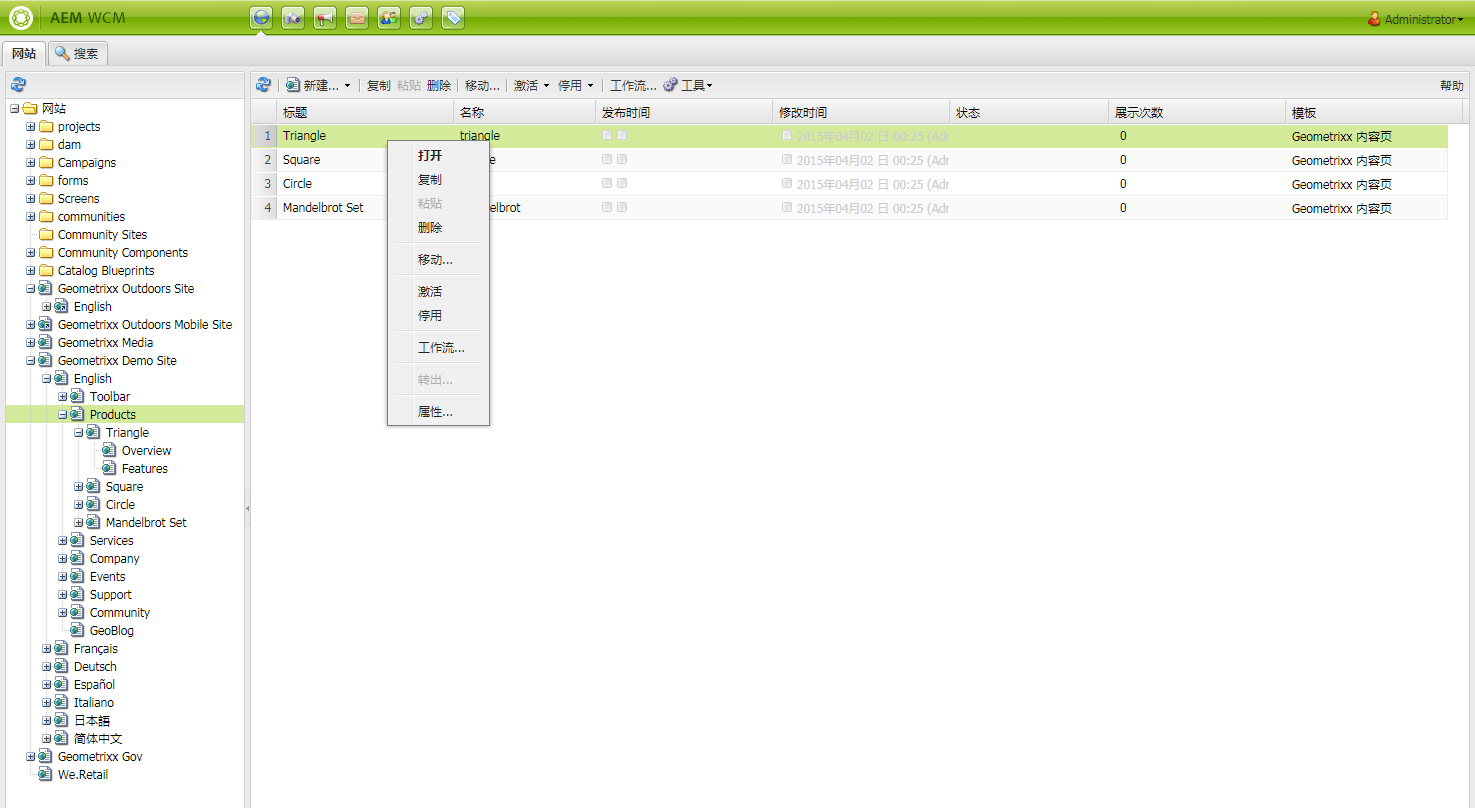 AEM WCM
Administrator
网站 搜索
新建... 复制 粘贴 删除 移动... 激活 停用 工作流... 工具 帮助
网站
projects
dam
Campaigns
forms
Screens
communities
Community Sites
Community Components
Catalog Blueprints
Geometrixx Outdoors Site
English
Geometrixx Outdoors Mobile Site
Geometrixx Media
Geometrixx Demo Site
English
Toolbar
Products
Triangle
Overview
Features
Square
Circle
Mandelbrot Set
Services
Company
Events
Support
Community
GeoBlog
Français
Deutsch
Español
Italiano
日本語
简体中文
Geometrixx Gov
We.Retail
标题 名称 发布时间 修改时间 状态 展示次数 模板
1 Triangle triangle 2015年04月02 日 00:25 (Adr 0 Geometrixx 内容页
2 Square e 2015年04月02 日 00:25 (Adr 0 Geometrixx 内容页
3 Circle 2015年04月02 日 00:25 (Adr 0 Geometrixx 内容页
4 Mandelbrot Set elbrot 2015年04月02 日 00:25 (Adr 0 Geometrixx 内容页
打开
复制
粘贴
删除
移动...
激活
停用
工作流...
转出...
属性...